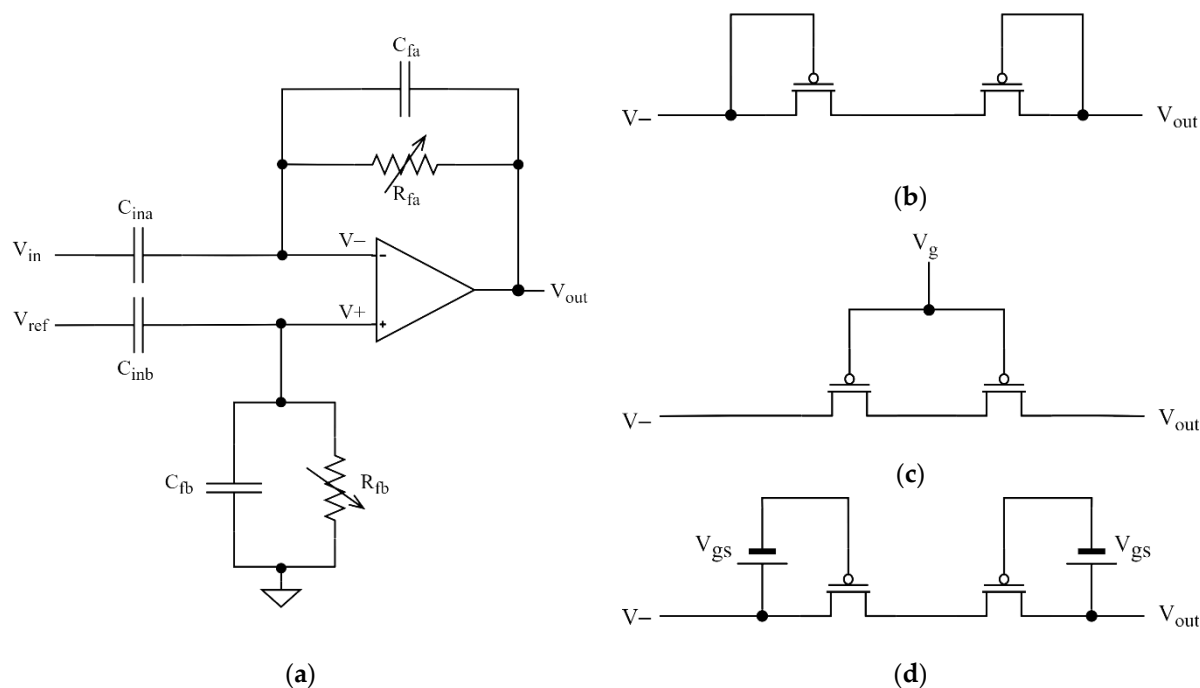 C_fa
R_fa
C_ina
V_in
V−
-
V_out
V_ref
V+
+
C_inb
C_fb
R_fb
(a)
V−
V_out
(b)
V_g
V−
V_out
(c)
V_gs
V_gs
V−
V_out
(d)